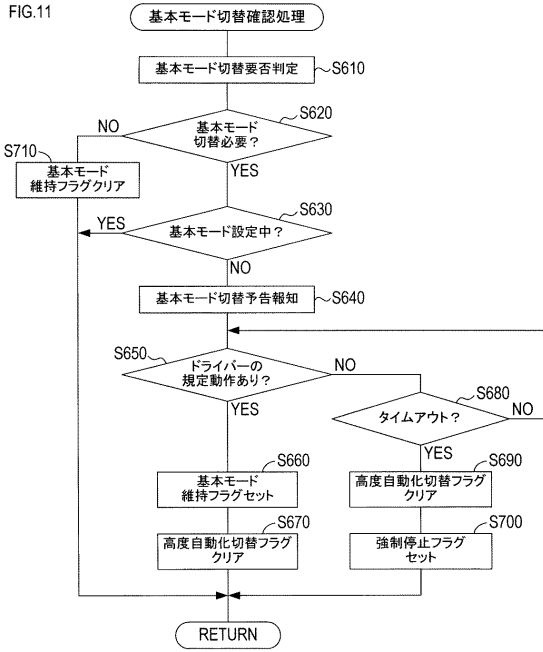 FIG.11
基本モード切替確認処理
基本モード切替要否判定
S610
S620
基本モード
切替必要？
NO
YES
S710
基本モード
維持フラグクリア
S630
基本モード設定中？
YES
NO
基本モード切替予告報知
S640
S650
ドライバーの
規定動作あり？
NO
YES
S680
タイムアウト？
NO
YES
S660
基本モード
維持フラグセット
S690
高度自動化切替フラグ
クリア
S670
高度自動化切替フラグ
クリア
S700
強制停止フラグ
セット
RETURN